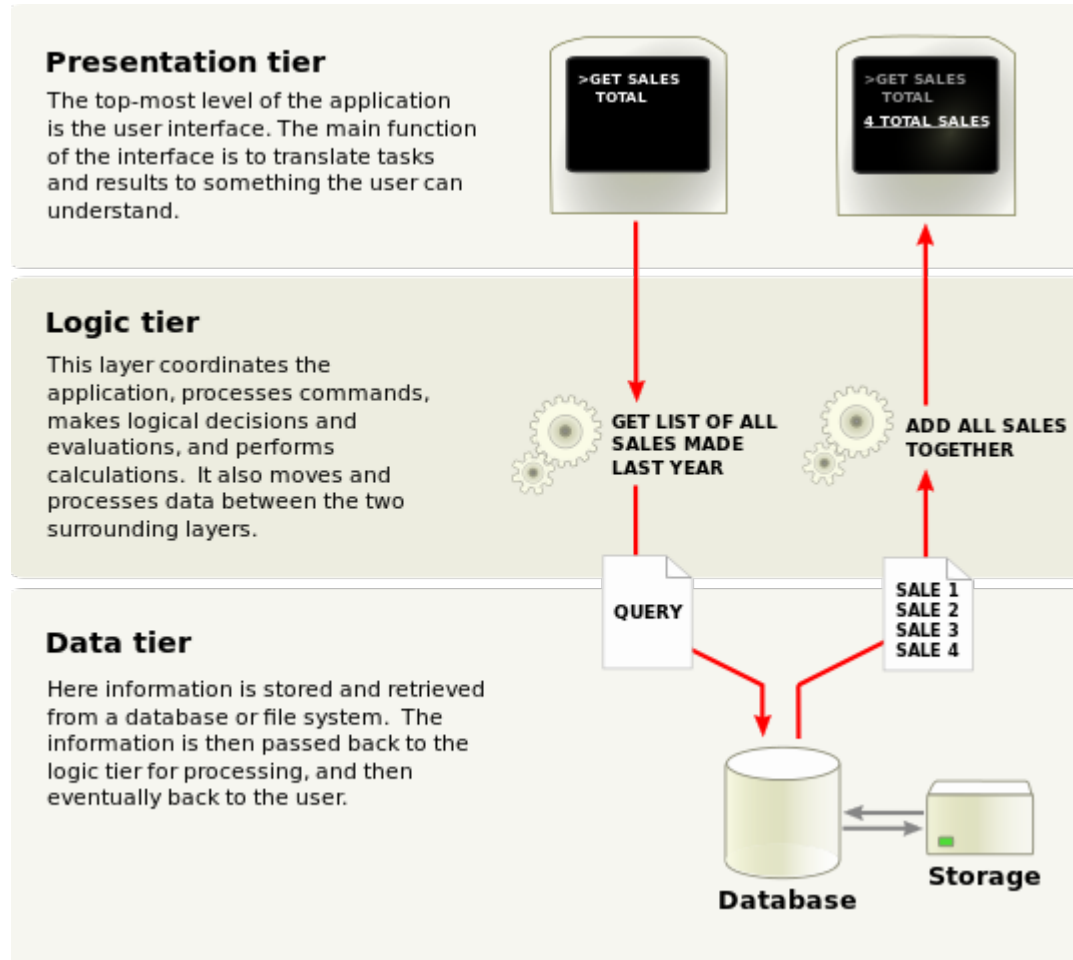 Presentation tier
The top-most level of the application
is the user interface. The main function
of the interface is to translate tasks
and results to something the user can
understand.
>GET SALES
TOTAL
>GET SALES
TOTAL
4 TOTAL SALES
Logic tier
This layer coordinates the
application, processes commands,
makes logical decisions and
evaluations, and performs
calculations.  It also moves and
processes data between the two
surrounding layers.
GET LIST OF ALL
SALES MADE
LAST YEAR
ADD ALL SALES
TOGETHER
QUERY
SALE 1
SALE 2
SALE 3
SALE 4
Data tier
Here information is stored and retrieved
from a database or file system.  The
information is then passed back to the
logic tier for processing, and then
eventually back to the user.
Database
Storage